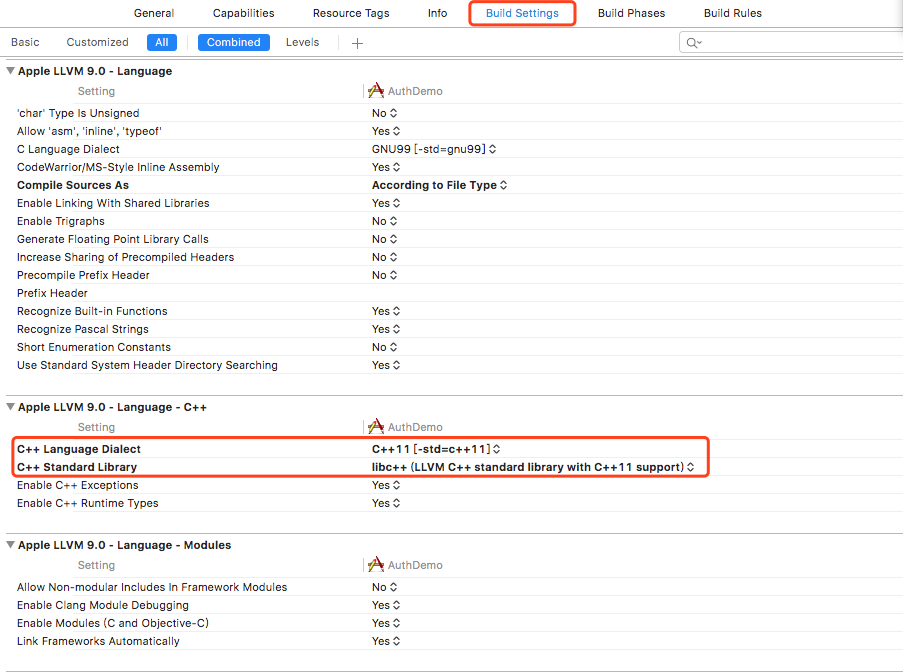 General Capabilities Resource Tags Info Build Settings Build Phases Build Rules
Basic Customized All Combined Levels +
Apple LLVM 9.0 - Language
Setting AuthDemo
'char' Type Is Unsigned No
Allow 'asm', 'inline', 'typeof' Yes
C Language Dialect GNU99 [-std=gnu99]
CodeWarrior/MS-Style Inline Assembly Yes
Compile Sources As According to File Type
Enable Linking With Shared Libraries Yes
Enable Trigraphs No
Generate Floating Point Library Calls No
Increase Sharing of Precompiled Headers No
Precompile Prefix Header No
Prefix Header
Recognize Built-in Functions Yes
Recognize Pascal Strings Yes
Short Enumeration Constants No
Use Standard System Header Directory Searching Yes
Apple LLVM 9.0 - Language - C++
Setting AuthDemo
C++ Language Dialect C++11 [-std=c++11]
C++ Standard Library libc++ (LLVM C++ standard library with C++11 support)
Enable C++ Exceptions Yes
Enable C++ Runtime Types Yes
Apple LLVM 9.0 - Language - Modules
Setting AuthDemo
Allow Non-modular Includes In Framework Modules No
Enable Clang Module Debugging Yes
Enable Modules (C and Objective-C) Yes
Link Frameworks Automatically Yes